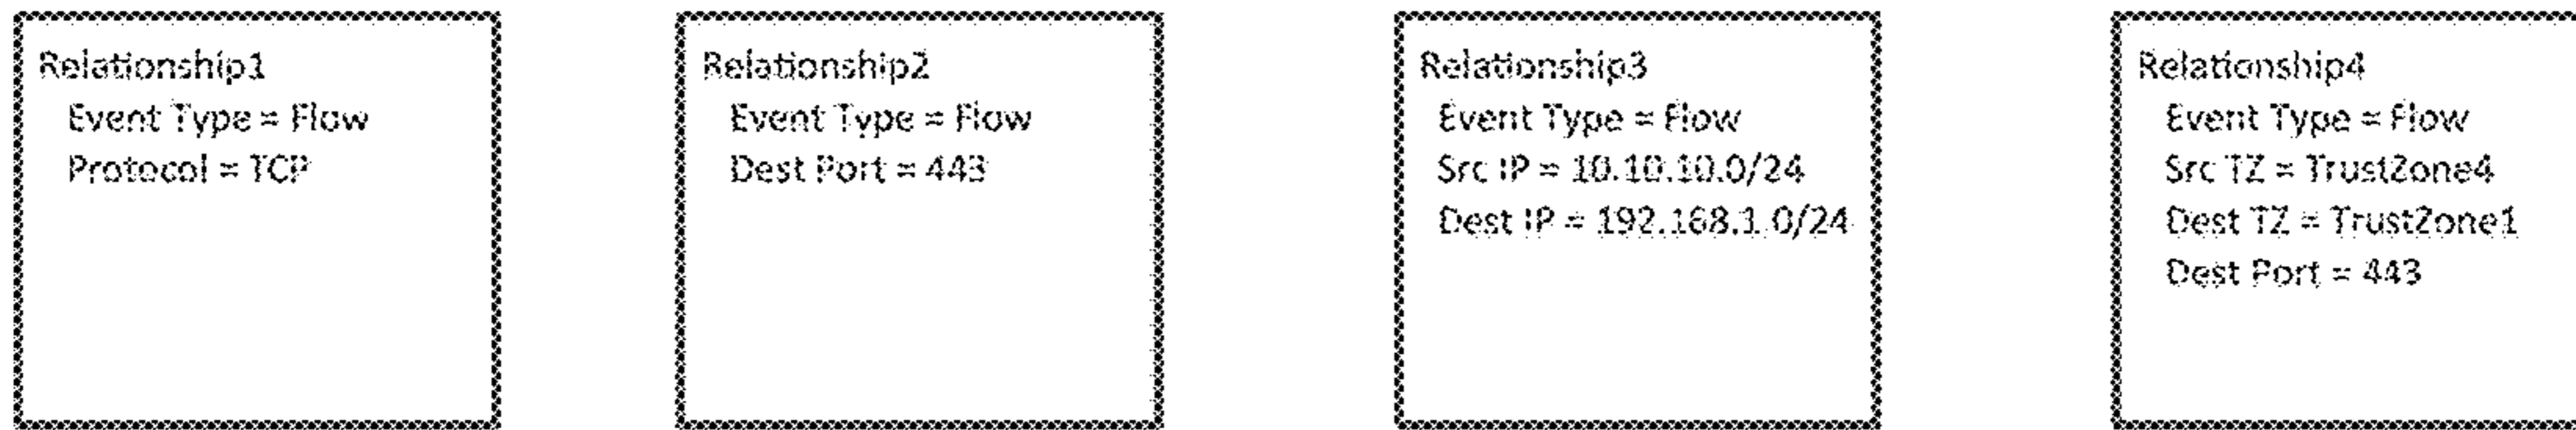 Relationship1
Event Type = Flow
Protocol = TCP
Relationship2
Event Type = Flow
Dest Port = 443
Relationship3
Event Type = Flow
Src IP = 10.10.10.0/24
Dest IP = 192.168.1.0/24
Relationship4
Event Type = Flow
Src TZ = TrustZone4
Dest TZ = TrustZone1
Dest Port = 443